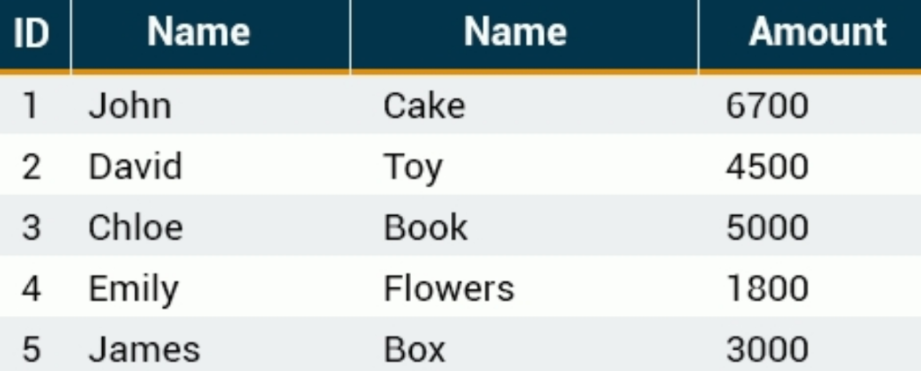 ID Name Name Amount
1 John Cake 6700
2 David Toy 4500
3 Chloe Book 5000
4 Emily Flowers 1800
5 James Box 3000